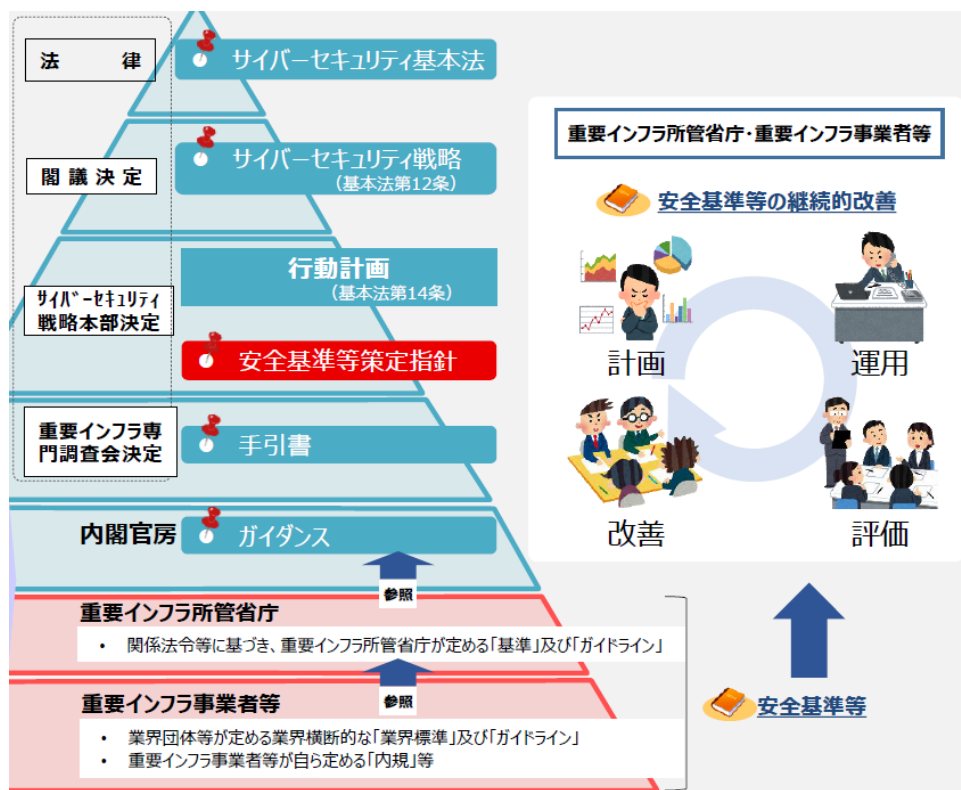 法　律
サイバーセキュリティ基本法
閣議決定
サイバーセキュリティ戦略
(基本法第12条)
サイバーセキュリティ
戦略本部決定
行動計画
(基本法第14条)
安全基準等策定指針
重要インフラ専
門調査会決定
手引書
内閣官房
ガイダンス
参照
重要インフラ所管省庁
・ 関係法令等に基づき、重要インフラ所管省庁が定める「基準」及び「ガイドライン」
参照
重要インフラ事業者等
・ 業界団体等が定める業界横断的な「業界標準」及び「ガイドライン」
・ 重要インフラ事業者等が自ら定める「内規」等
重要インフラ所管省庁・重要インフラ事業者等
安全基準等の継続的改善
計画
運用
改善
評価
安全基準等